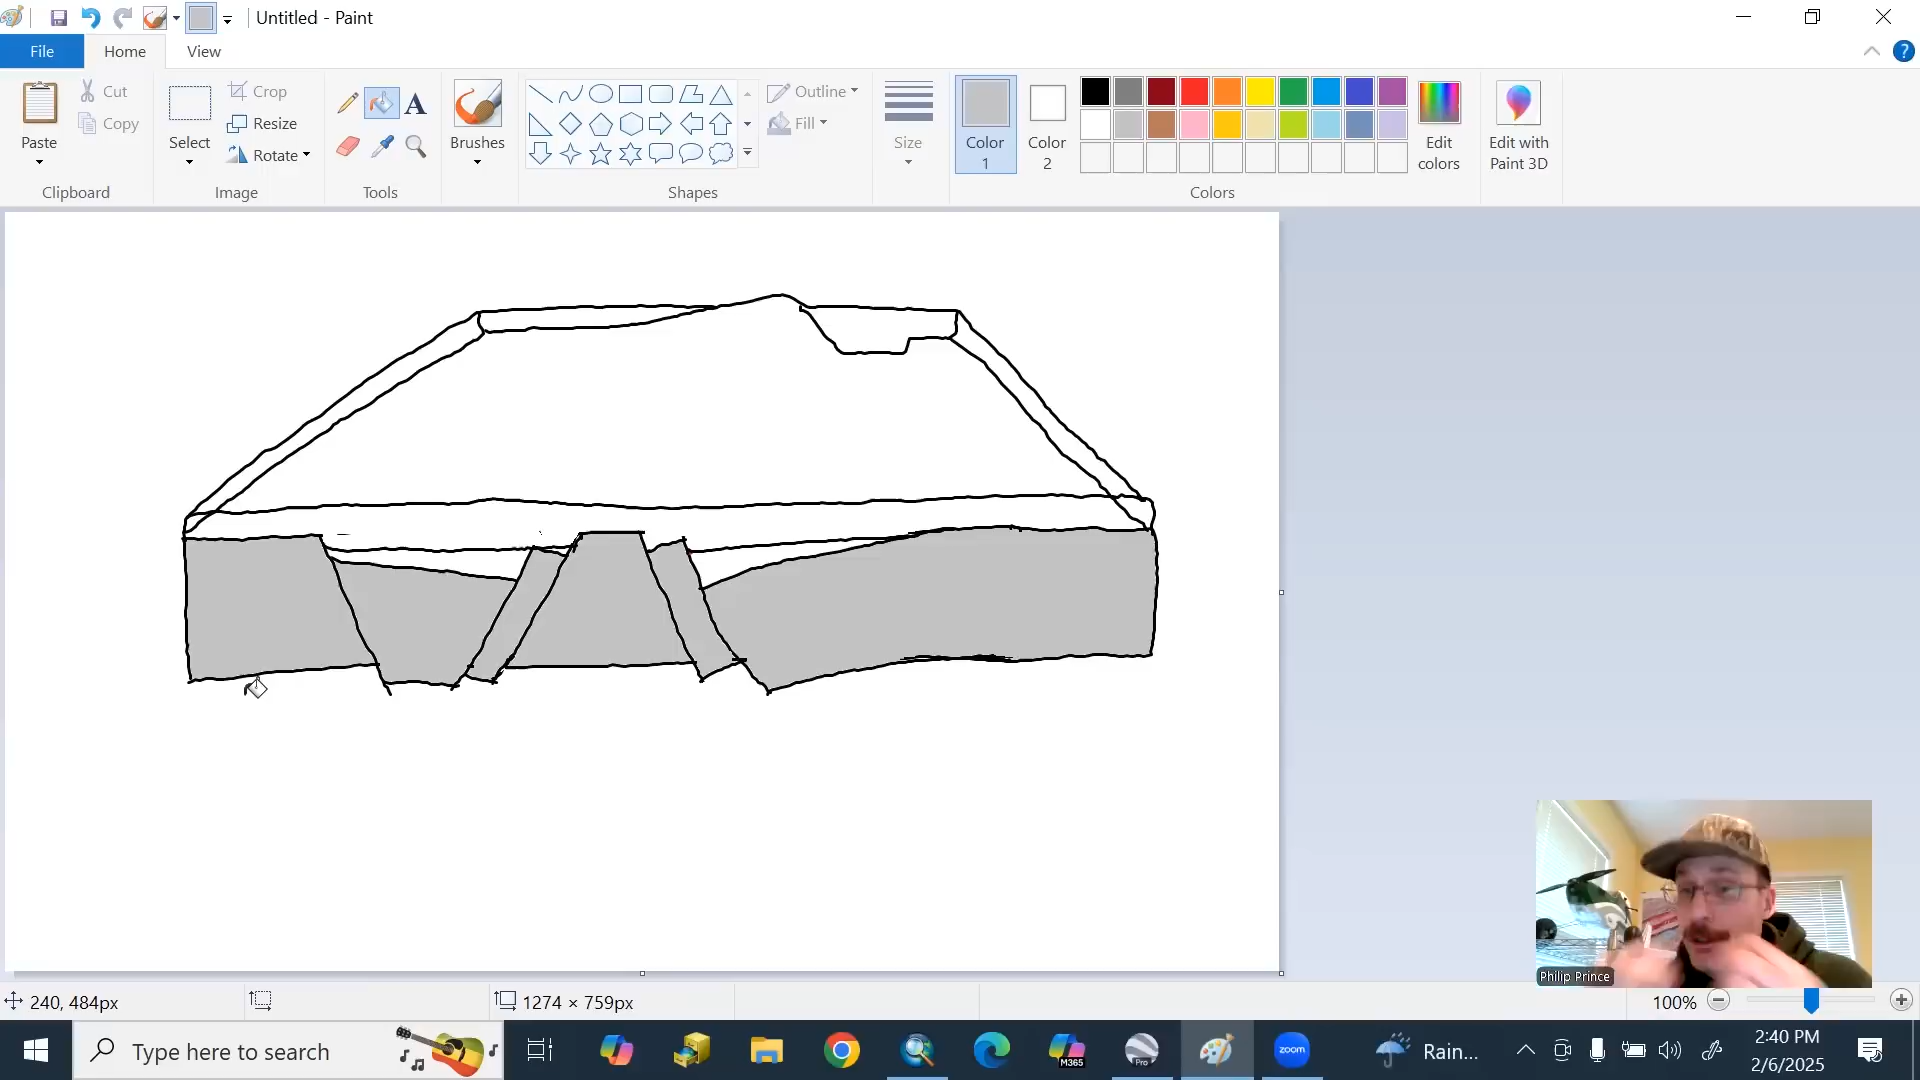 Untitled - Paint
File
Home
View
Paste
Cut
Copy
Clipboard
Select
Crop
Resize
Rotate
Image
A
Tools
Brushes
Outline
Fill
Shapes
Size
Color
1
Color
2
Edit
colors
Colors
Edit with
Paint 3D
?
Philip Prince
240, 484px
1274 × 759px
100%
Type here to search
M365
Pro
zoom
Rain...
2:40 PM
2/6/2025